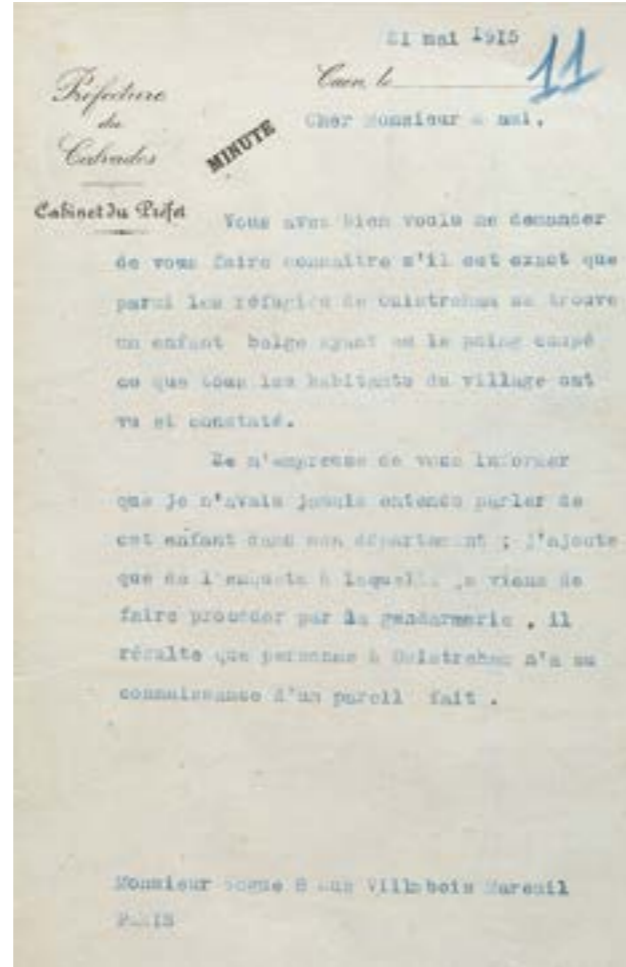 21 mai 1915
11
Préfecture
du
Calvados
Caen, le
MINUTE
Cher Monsieur & ami.
Cabinet du Préfet
Vous avez bien voulu me demander
de vous faire connaître s'il est exact que
parmi les réfugiés de Ouistreham se trouve
un enfant belge ayant eu le poing coupé
ce que tous les habitants du village ont
vu et constaté.
Je m'empresse de vous informer
que je n'avais jamais entendu parler de
cet enfant dans mon département ; j'ajoute
que de l'enquête à laquelle je viens de
faire procéder par la gendarmerie , il
résulte que personne à Ouistreham n'a eu
connaissance d'un pareil fait .
Monsieur 8 rue Villebois Mareuil
PARIS